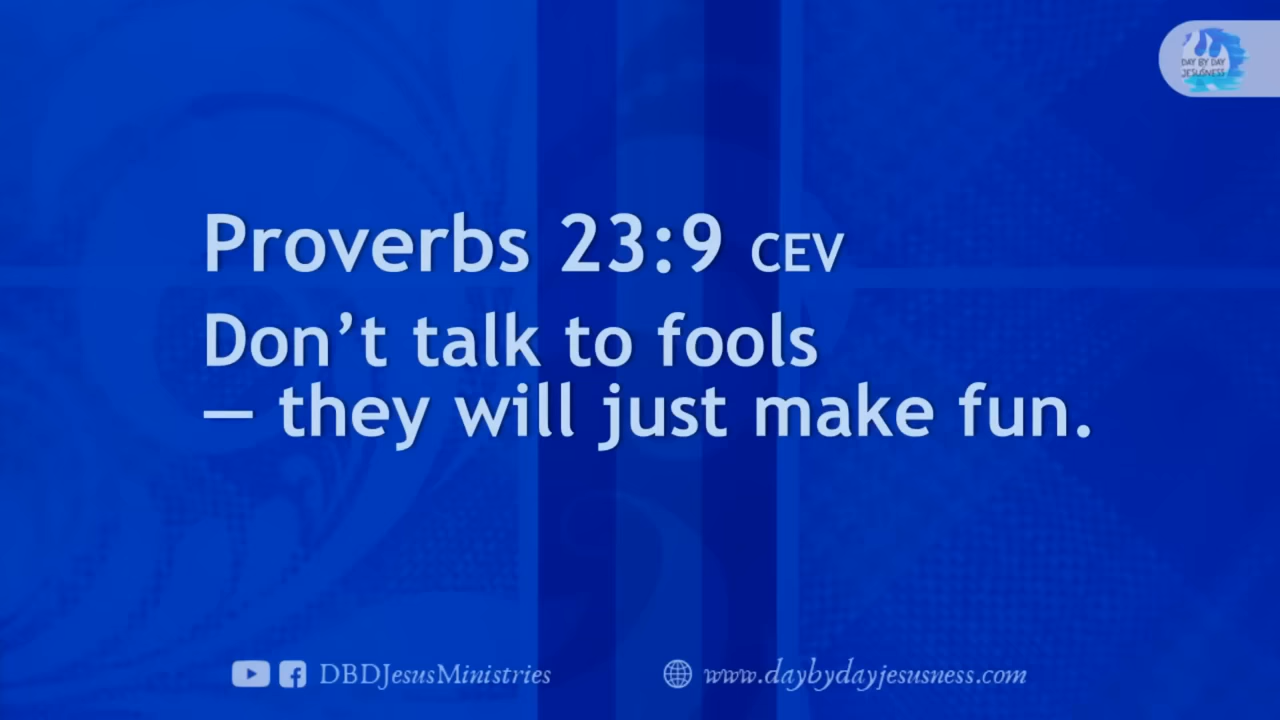 DAY BY DAY
JESUSNESS
Proverbs 23:9 CEV
Don’t talk to fools
— they will just make fun.
DBDJesusMinistries
www.daybydayjesusness.com